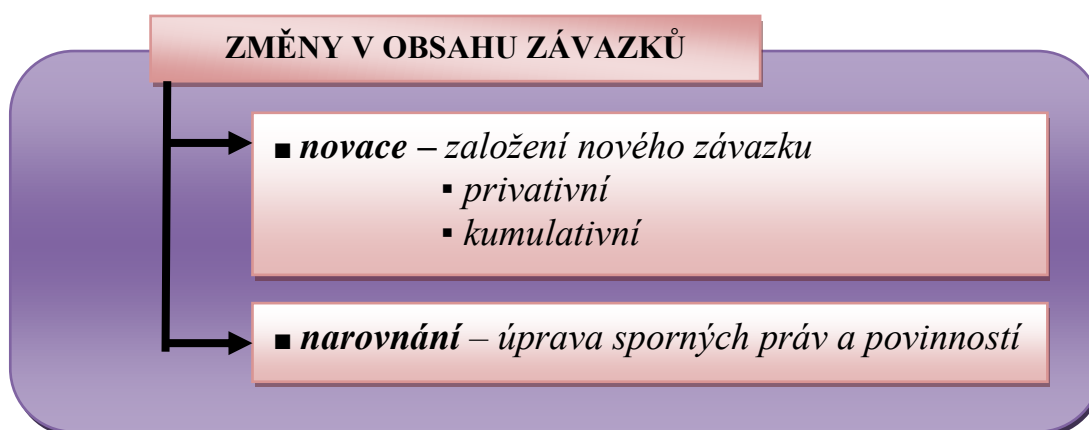 ZMĚNY V OBSAHU ZÁVAZKŮ
■ novace – založení nového závazku
▪ privativní
▪ kumulativní
■ narovnání – úprava sporných práv a povinností